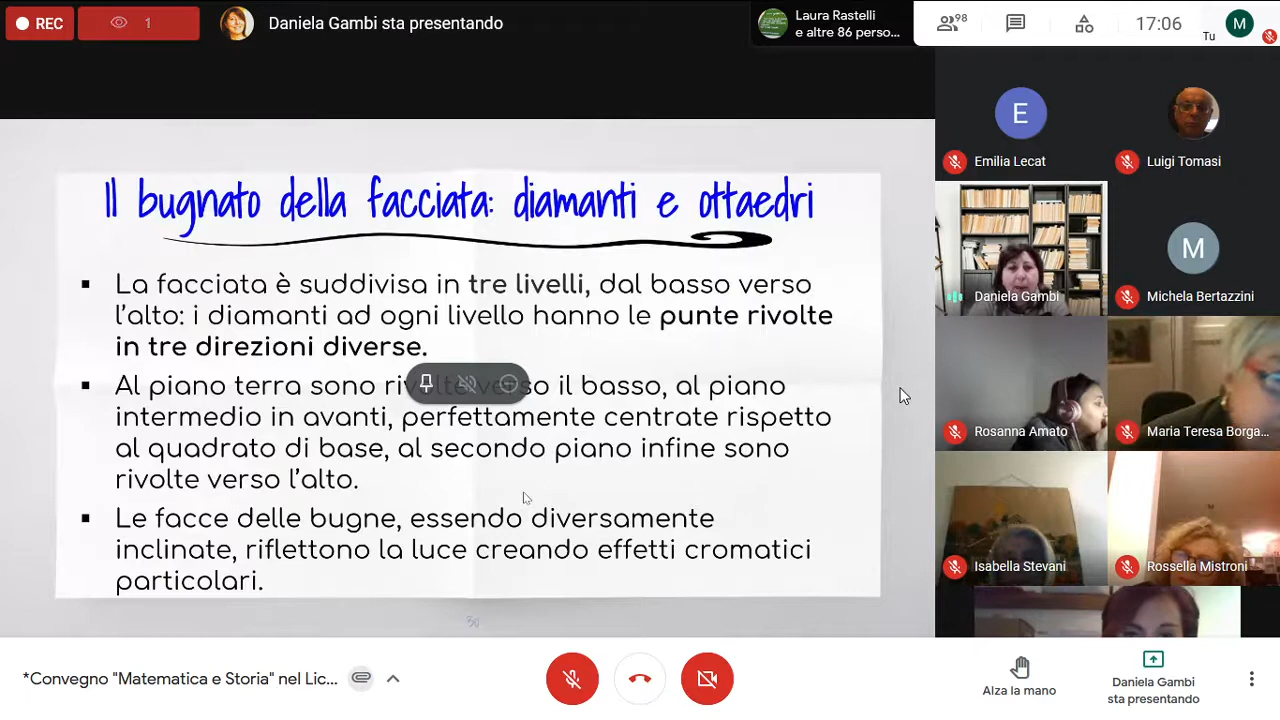 REC
1
Daniela Gambi sta presentando
Laura Rastelli
e altre 86 perso...
98
17:06
Tu
M
E
Emilia Lecat
Luigi Tomasi
Daniela Gambi
M
Michela Bertazzini
Rosanna Amato
Maria Teresa Borga...
Isabella Stevani
Rossella Mistroni
Il bugnato della facciata: diamanti e ottaedri
▪ La facciata è suddivisa in tre livelli, dal basso verso
l'alto: i diamanti ad ogni livello hanno le punte rivolte
in tre direzioni diverse.
▪ Al piano terra sono rivolte verso il basso, al piano
intermedio in avanti, perfettamente centrate rispetto
al quadrato di base, al secondo piano infine sono
rivolte verso l'alto.
▪ Le facce delle bugne, essendo diversamente
inclinate, riflettono la luce creando effetti cromatici
particolari.
*Convegno "Matematica e Storia" nel Lic...
Alza la mano
Daniela Gambi
sta presentando